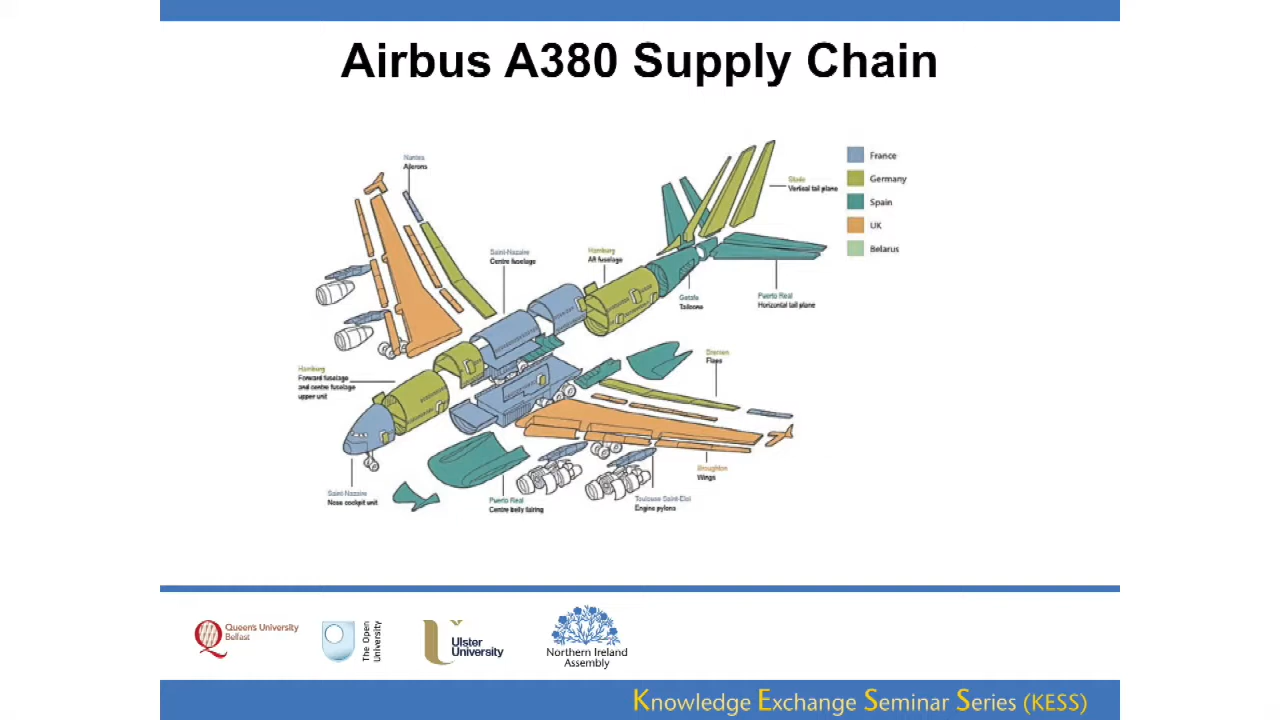 Airbus A380 Supply Chain
Nantes
Ailerons
Stade
Vertical tail plane
France
Germany
Spain
UK
Belarus
Saint-Nazaire
Centre fuselage
Hamburg
Aft fuselage
Getafe
Tailcone
Puerto Real
Horizontal tail plane
Hamburg
Forward fuselage
and centre fuselage
upper unit
Bremen
Flaps
Broughton
Wings
Saint-Nazaire
Nose cockpit unit
Puerto Real
Centre belly fairing
Toulouse Saint-Eloi
Engine pylons
Queen's University
Belfast
The Open
University
Ulster
University
Northern Ireland
Assembly
Knowledge Exchange Seminar Series (KESS)